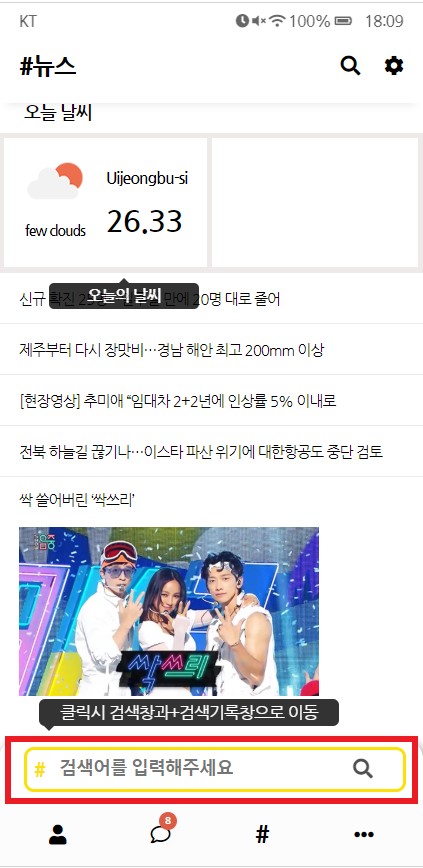 KT 100% 18:09
#뉴스
오늘 날씨
Uijeongbu-si
few clouds 26.33
오늘의 날씨
신규 확진 만에 20명 대로 줄어
제주부터 다시 장맛비…경남 해안 최고 200mm 이상
[현장영상] 추미애 “임대차 2+2년에 인상률 5% 이내로
전북 하늘길 끊기나…이스타 파산 위기에 대한항공도 중단 검토
싹 쓸어버린 ‘싹쓰리’
싹쓰리
클릭시 검색창과+검색기록창으로 이동
# 검색어를 입력해주세요
8
#